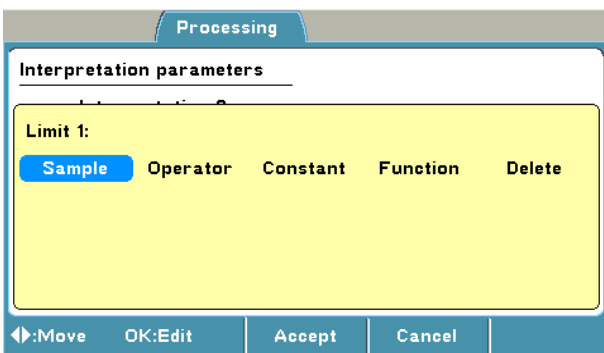 Processing
Interpretation parameters
Limit 1:
Sample Operator Constant Function Delete
:Move OK:Edit Accept Cancel